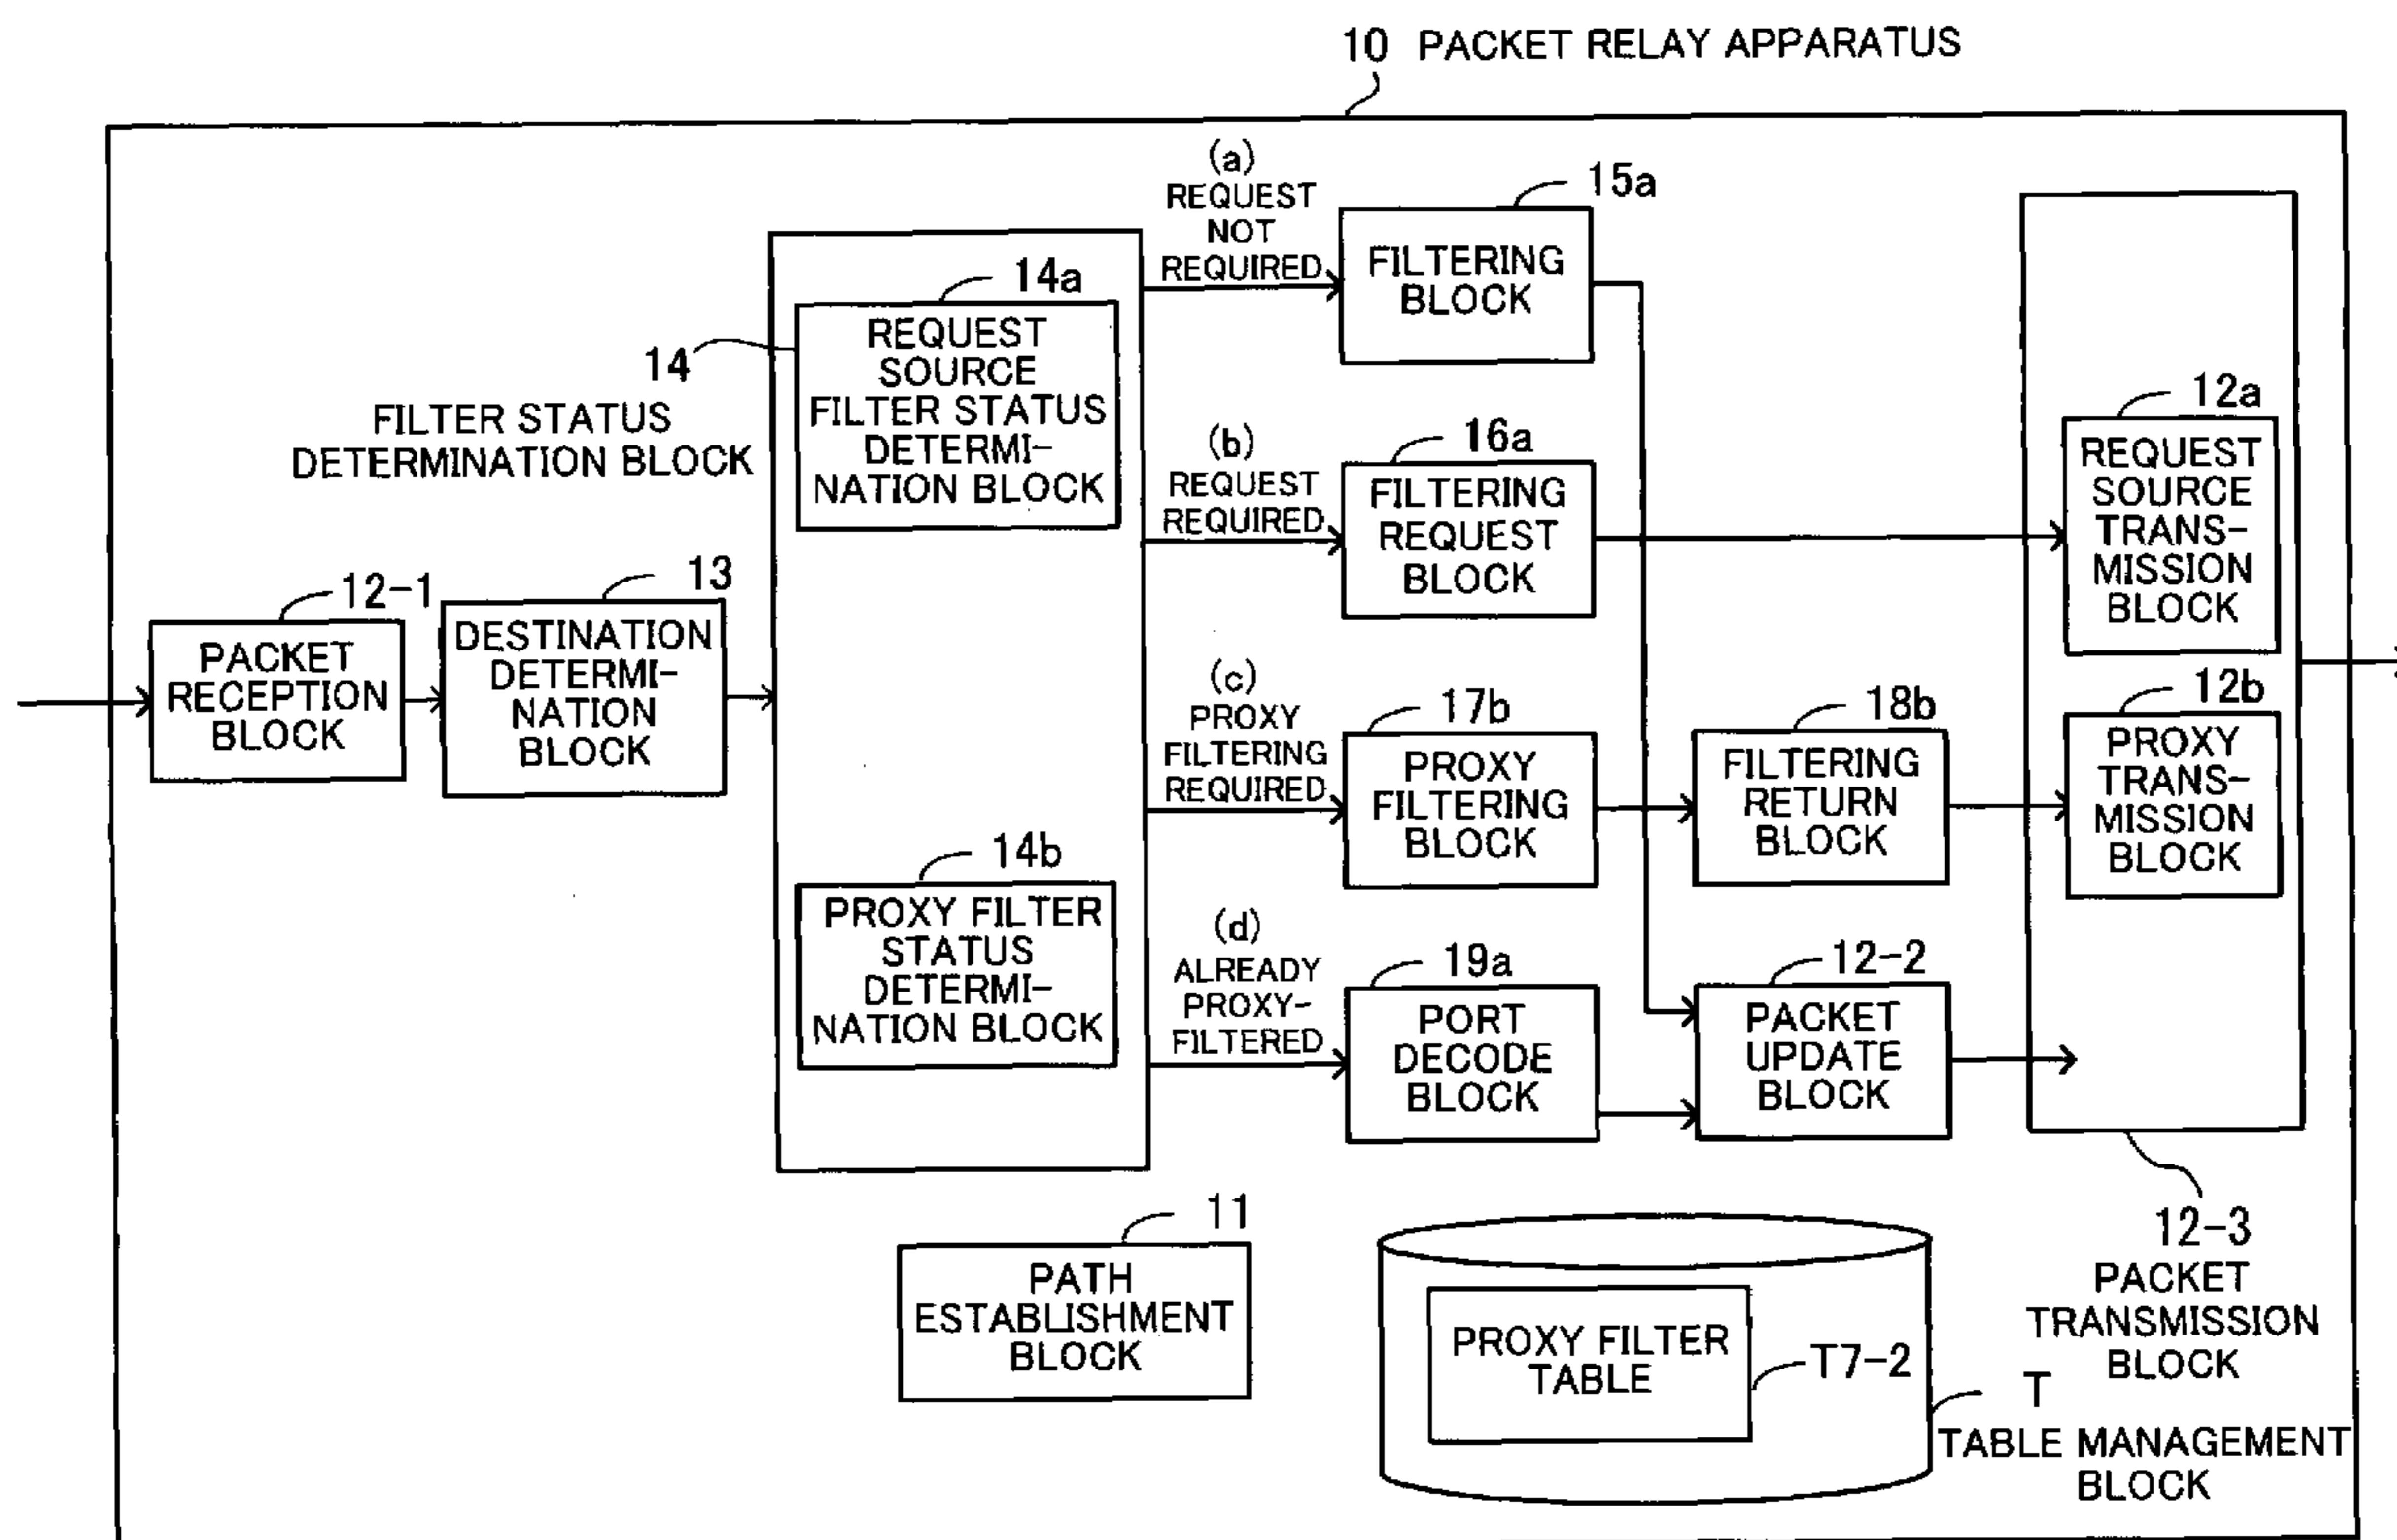 10 PACKET RELAY APPARATUS
(a)
REQUEST
NOT
REQUIRED
15a
FILTERING
BLOCK
14
FILTER STATUS
DETERMINATION BLOCK
14a
REQUEST
SOURCE
FILTER STATUS
DETERMI-
NATION BLOCK
(b)
REQUEST
REQUIRED
16a
FILTERING
REQUEST
BLOCK
12a
REQUEST
SOURCE
TRANS-
MISSION
BLOCK
12-1
PACKET
RECEPTION
BLOCK
13
DESTINATION
DETERMI-
NATION
BLOCK
(c)
PROXY
FILTERING
REQUIRED
17b
PROXY
FILTERING
BLOCK
18b
FILTERING
RETURN
BLOCK
12b
PROXY
TRANS-
MISSION
BLOCK
14b
PROXY FILTER
STATUS
DETERMI-
NATION BLOCK
(d)
ALREADY
PROXY-
FILTERED
19a
PORT
DECODE
BLOCK
12-2
PACKET
UPDATE
BLOCK
11
PATH
ESTABLISHMENT
BLOCK
PROXY FILTER
TABLE
T7-2
12-3
PACKET
TRANSMISSION
BLOCK
T
TABLE MANAGEMENT
BLOCK